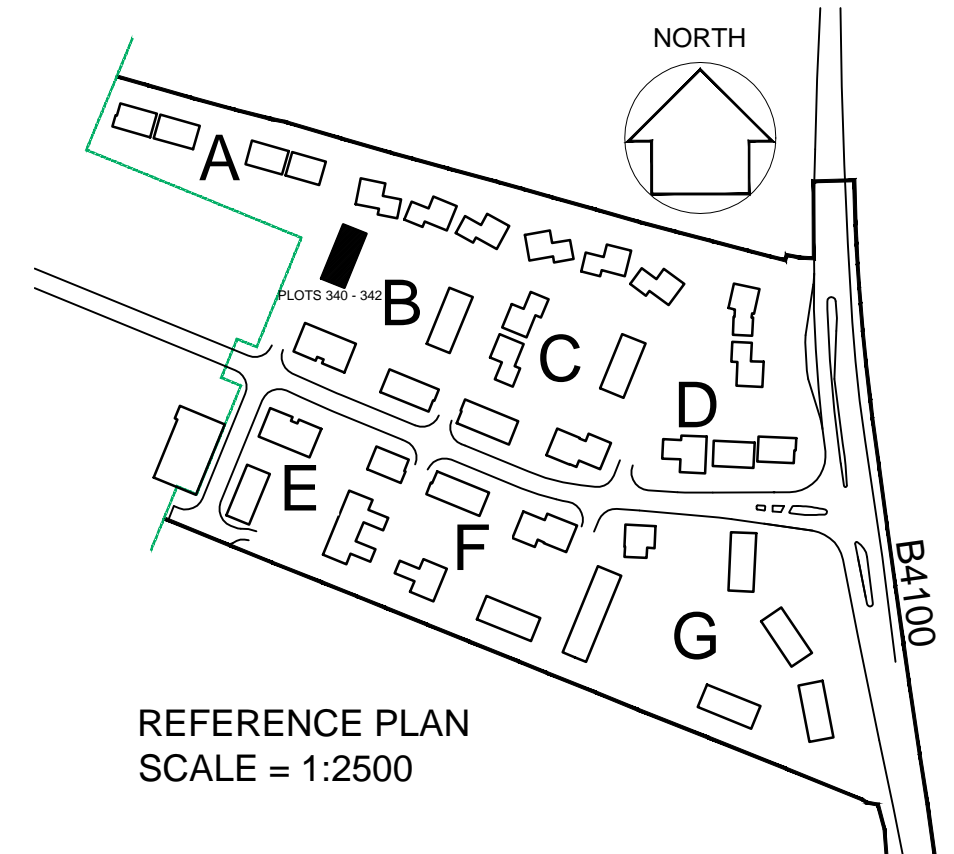 NORTH
A
PLOTS 340 - 342
B
C
D
E
F
B4100
G
REFERENCE PLAN
SCALE = 1:2500